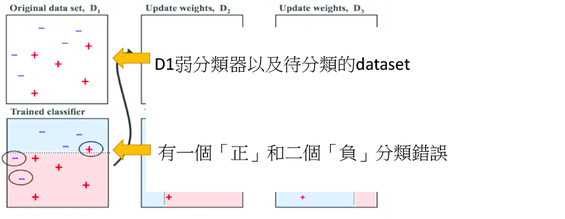 Original data set, D1
Update weights, D2
Update weights, D3
D1弱分類器以及待分類的dataset
Trained classifier
有一個「正」和二個「負」分類錯誤